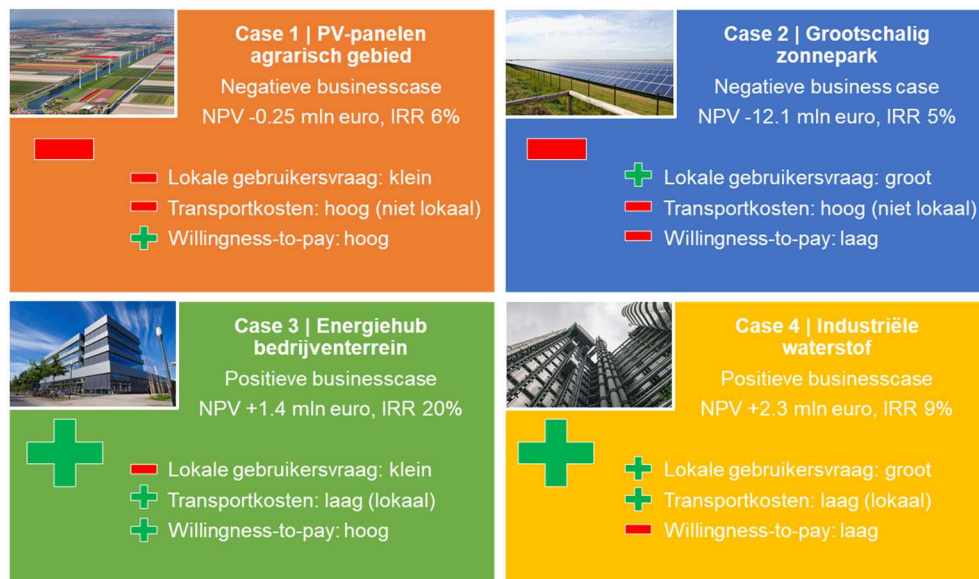 Case 1 | PV-panelen
agrarisch gebied
Negatieve businesscase
NPV -0.25 mln euro, IRR 6%
Lokale gebruikersvraag: klein
Transportkosten: hoog (niet lokaal)
Willingness-to-pay: hoog
Case 2 | Grootschalig
zonnepark
Negatieve business case
NPV -12.1 mln euro, IRR 5%
Lokale gebruikersvraag: groot
Transportkosten: hoog (niet lokaal)
Willingness-to-pay: laag
Case 3 | Energiehub
bedrijventerrein
Positieve businesscase
NPV +1.4 mln euro, IRR 20%
Lokale gebruikersvraag: klein
Transportkosten: laag (lokaal)
Willingness-to-pay: hoog
Case 4 | Industriële
waterstof
Positieve businesscase
NPV +2.3 mln euro, IRR 9%
Lokale gebruikersvraag: groot
Transportkosten: laag (lokaal)
Willingness-to-pay: laag